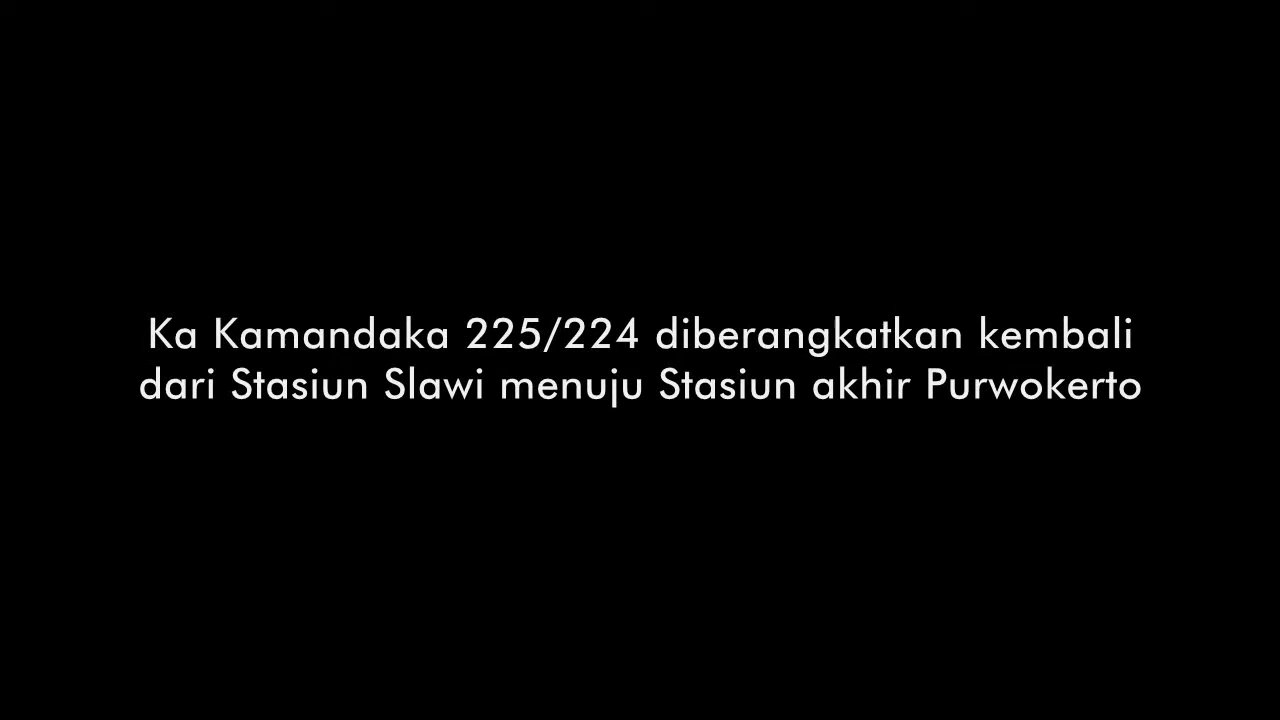 Ka Kamandaka 225/224 diberangkatkan kembali
dari Stasiun Slawi menuju Stasiun akhir Purwokerto